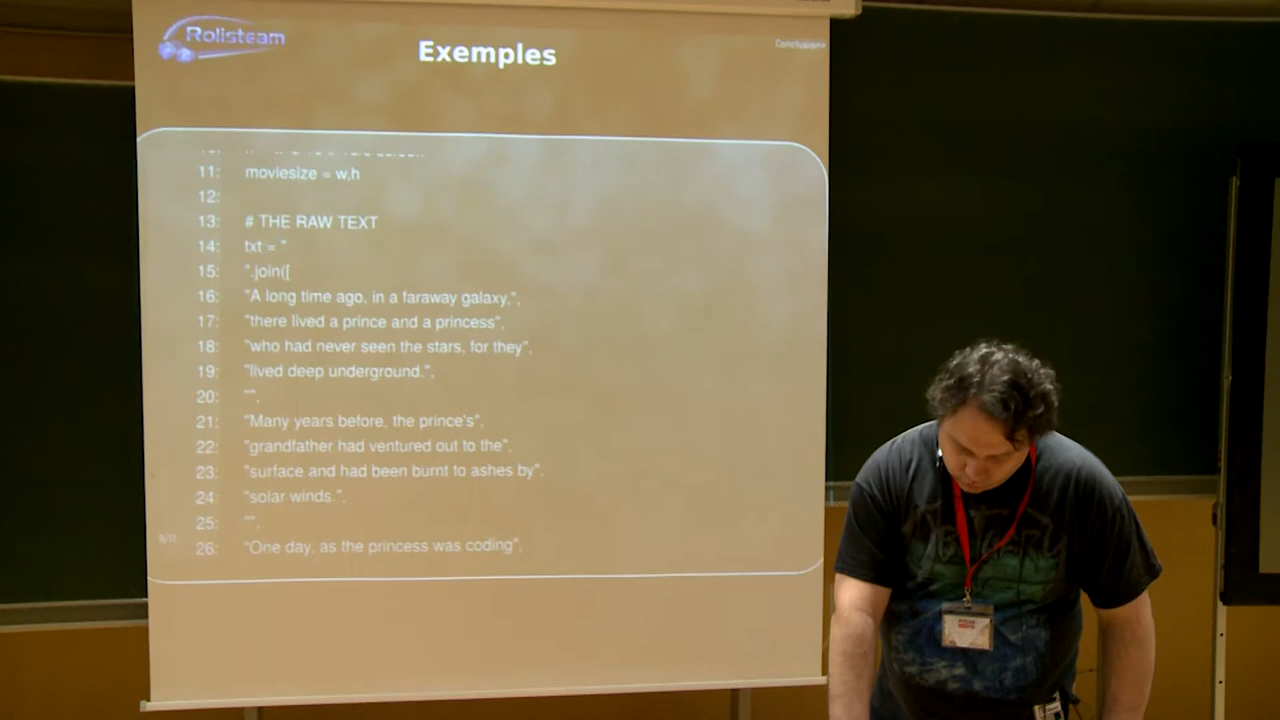 Rolisteam
Exemples
Conclusion
11: moviesize = w,h
12:
13: # THE RAW TEXT
14: txt = "
15: ".join([
16: "A long time ago, in a faraway galaxy,",
17: "there lived a prince and a princess",
18: "who had never seen the stars, for they",
19: "lived deep underground.",
20: "",
21: "Many years before, the prince's",
22: "grandfather had ventured out to the",
23: "surface and had been burnt to ashes by",
24: "solar winds.",
25: "",
26: "One day, as the princess was coding",